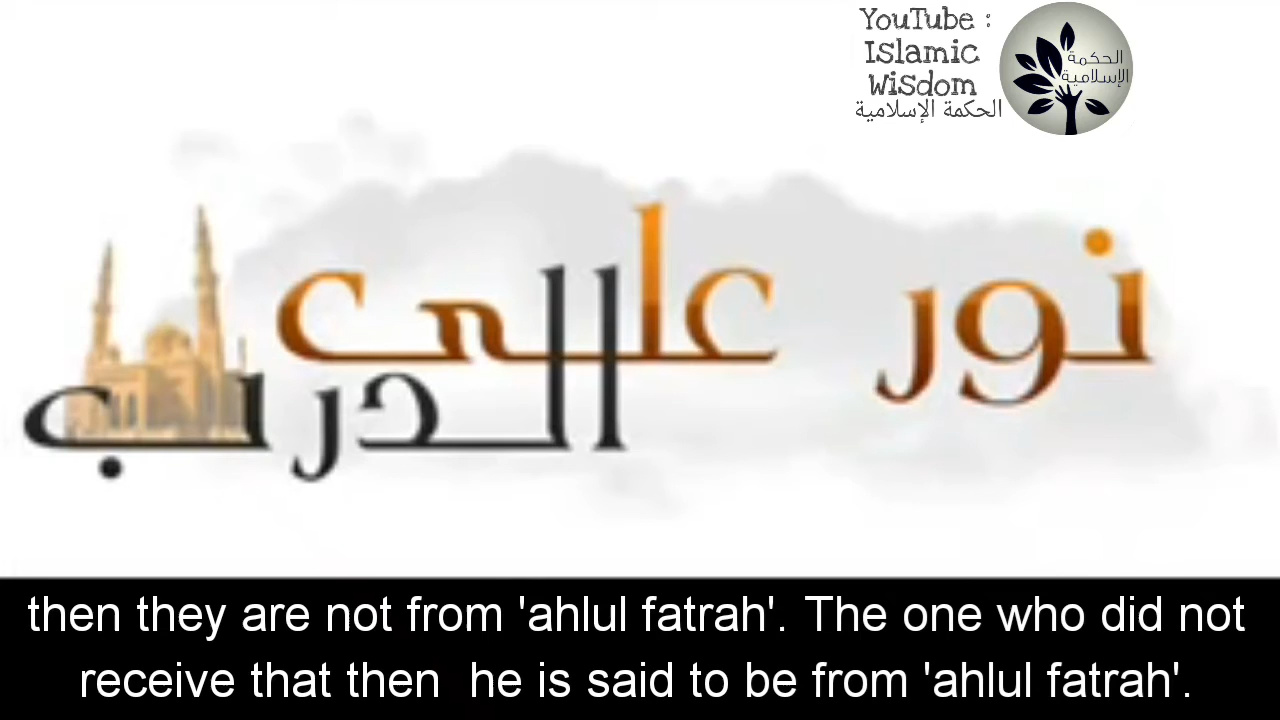 YouTube :
Islamic
Wisdom
الحكمة الإسلامية
الحكمة
الإسلامية
نور على
الدرب
then they are not from 'ahlul fatrah'. The one who did not
receive that then  he is said to be from 'ahlul fatrah'.